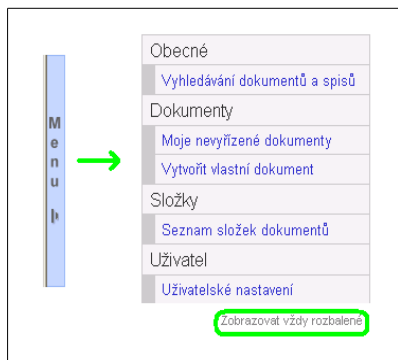 Menu
Obecné
Vyhledávání dokumentů a spisů
Dokumenty
Moje nevyřízené dokumenty
Vytvořit vlastní dokument
Složky
Seznam složek dokumentů
Uživatel
Uživatelské nastavení
Zobrazovat vždy rozbalené